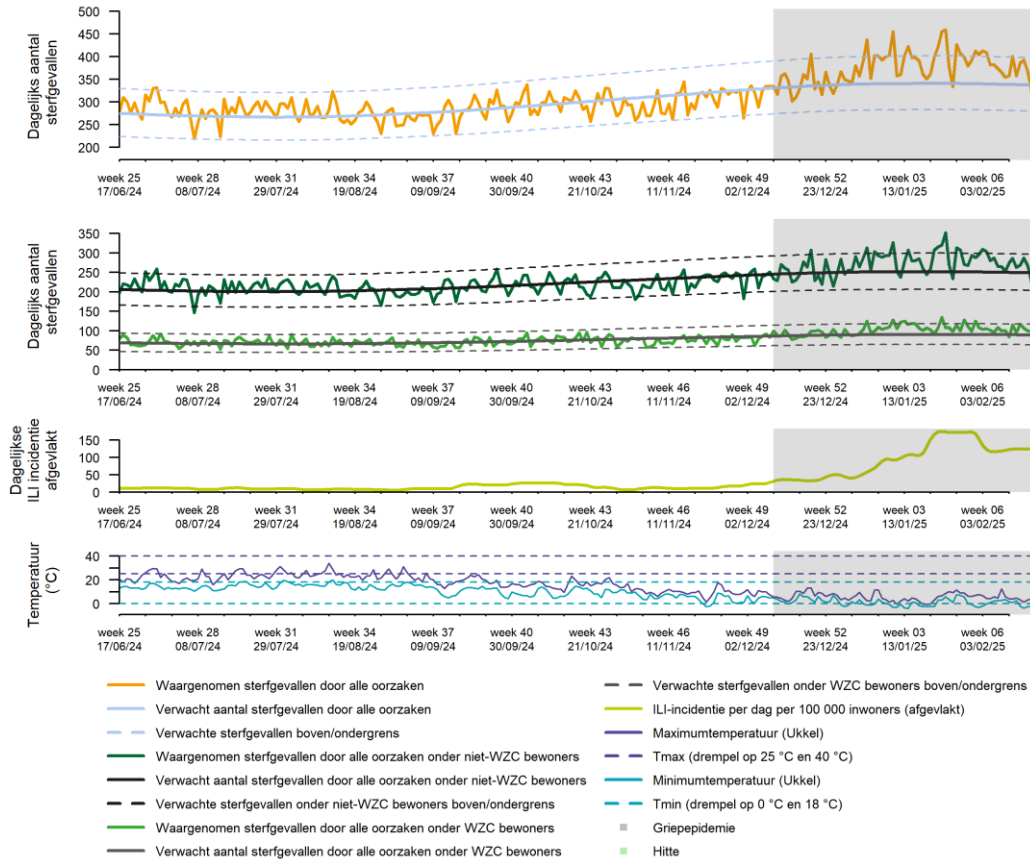 Dagelijks aantal
sterfgevallen
500
450
400
350
300
250
200
week 25 week 28 week 31 week 34 week 37 week 40 week 43 week 46 week 49 week 52 week 03 week 06
17/06/24 08/07/24 29/07/24 19/08/24 09/09/24 30/09/24 21/10/24 11/11/24 02/12/24 23/12/24 13/01/25 03/02/25
Dagelijks aantal
sterfgevallen
350
300
250
200
150
100
50
0
week 25 week 28 week 31 week 34 week 37 week 40 week 43 week 46 week 49 week 52 week 03 week 06
17/06/24 08/07/24 29/07/24 19/08/24 09/09/24 30/09/24 21/10/24 11/11/24 02/12/24 23/12/24 13/01/25 03/02/25
Dagelijkse
ILI incidentie
afgevlakt
150
100
50
0
week 25 week 28 week 31 week 34 week 37 week 40 week 43 week 46 week 49 week 52 week 03 week 06
17/06/24 08/07/24 29/07/24 19/08/24 09/09/24 30/09/24 21/10/24 11/11/24 02/12/24 23/12/24 13/01/25 03/02/25
Temperatuur
(°C)
40
20
0
week 25 week 28 week 31 week 34 week 37 week 40 week 43 week 46 week 49 week 52 week 03 week 06
17/06/24 08/07/24 29/07/24 19/08/24 09/09/24 30/09/24 21/10/24 11/11/24 02/12/24 23/12/24 13/01/25 03/02/25
Waargenomen sterfgevallen door alle oorzaken
Verwacht aantal sterfgevallen door alle oorzaken
Verwachte sterfgevallen boven/ondergrens
Waargenomen sterfgevallen door alle oorzaken onder niet-WZC bewoners
Verwacht aantal sterfgevallen door alle oorzaken onder niet-WZC bewoners
Verwachte sterfgevallen onder niet-WZC bewoners boven/ondergrens
Waargenomen sterfgevallen door alle oorzaken onder WZC bewoners
Verwacht aantal sterfgevallen door alle oorzaken onder WZC bewoners
Verwachte sterfgevallen onder WZC bewoners boven/ondergrens
ILI-incidentie per dag per 100 000 inwoners (afgevlakt)
Maximumtemperatuur (Ukkel)
Tmax (drempel op 25 °C en 40 °C)
Minimumtemperatuur (Ukkel)
Tmin (drempel op 0 °C en 18 °C)
Griepepidemie
Hitte